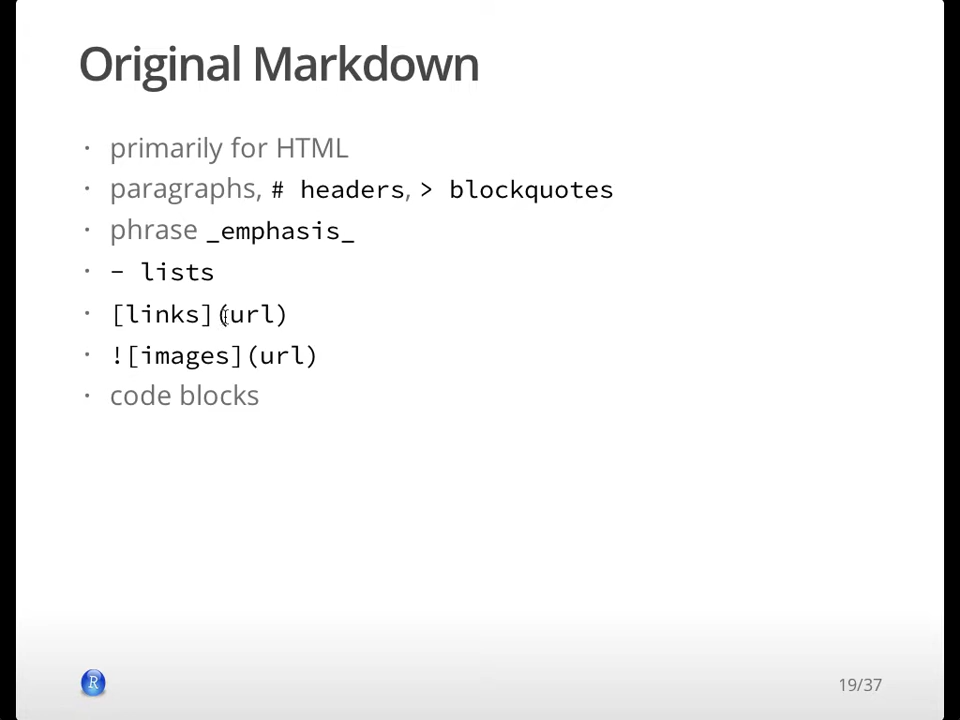 Original Markdown
· primarily for HTML
· paragraphs, # headers, > blockquotes
· phrase _emphasis_
· - lists
· [links](url)
· ![images](url)
· code blocks
R
19/37